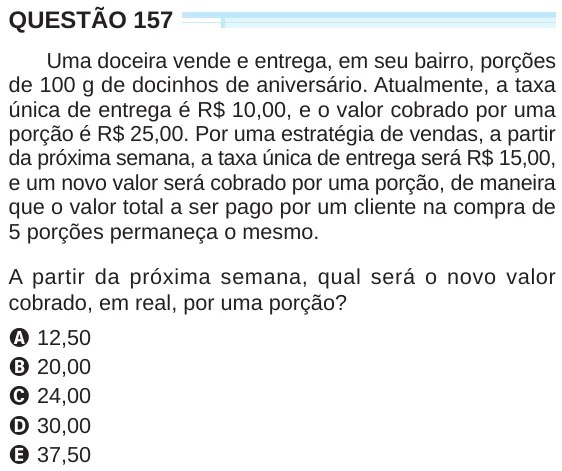 QUESTÃO 157
Uma doceira vende e entrega, em seu bairro, porções
de 100 g de docinhos de aniversário. Atualmente, a taxa
única de entrega é R$ 10,00, e o valor cobrado por uma
porção é R$ 25,00. Por uma estratégia de vendas, a partir
da próxima semana, a taxa única de entrega será R$ 15,00,
e um novo valor será cobrado por uma porção, de maneira
que o valor total a ser pago por um cliente na compra de
5 porções permaneça o mesmo.
A partir da próxima semana, qual será o novo valor
cobrado, em real, por uma porção?
A 12,50
B 20,00
C 24,00
D 30,00
E 37,50